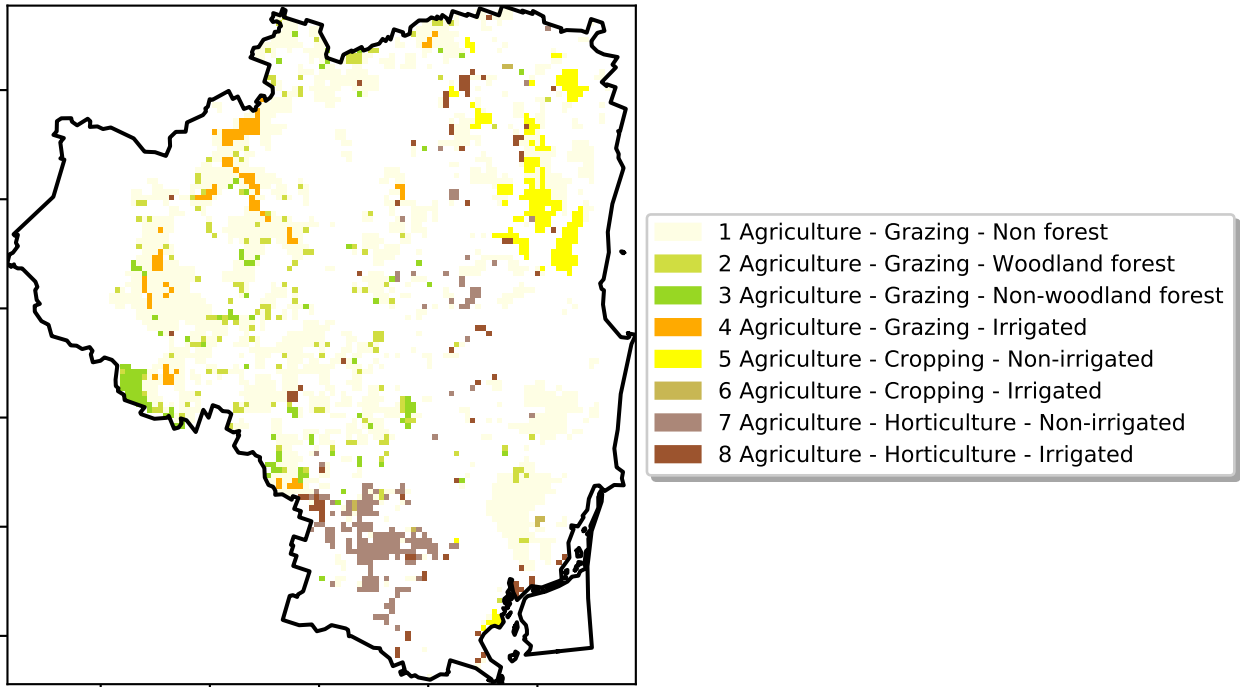 1 Agriculture - Grazing - Non forest
2 Agriculture - Grazing - Woodland forest
3 Agriculture - Grazing - Non-woodland forest
4 Agriculture - Grazing - Irrigated
5 Agriculture - Cropping - Non-irrigated
6 Agriculture - Cropping - Irrigated
7 Agriculture - Horticulture - Non-irrigated
8 Agriculture - Horticulture - Irrigated